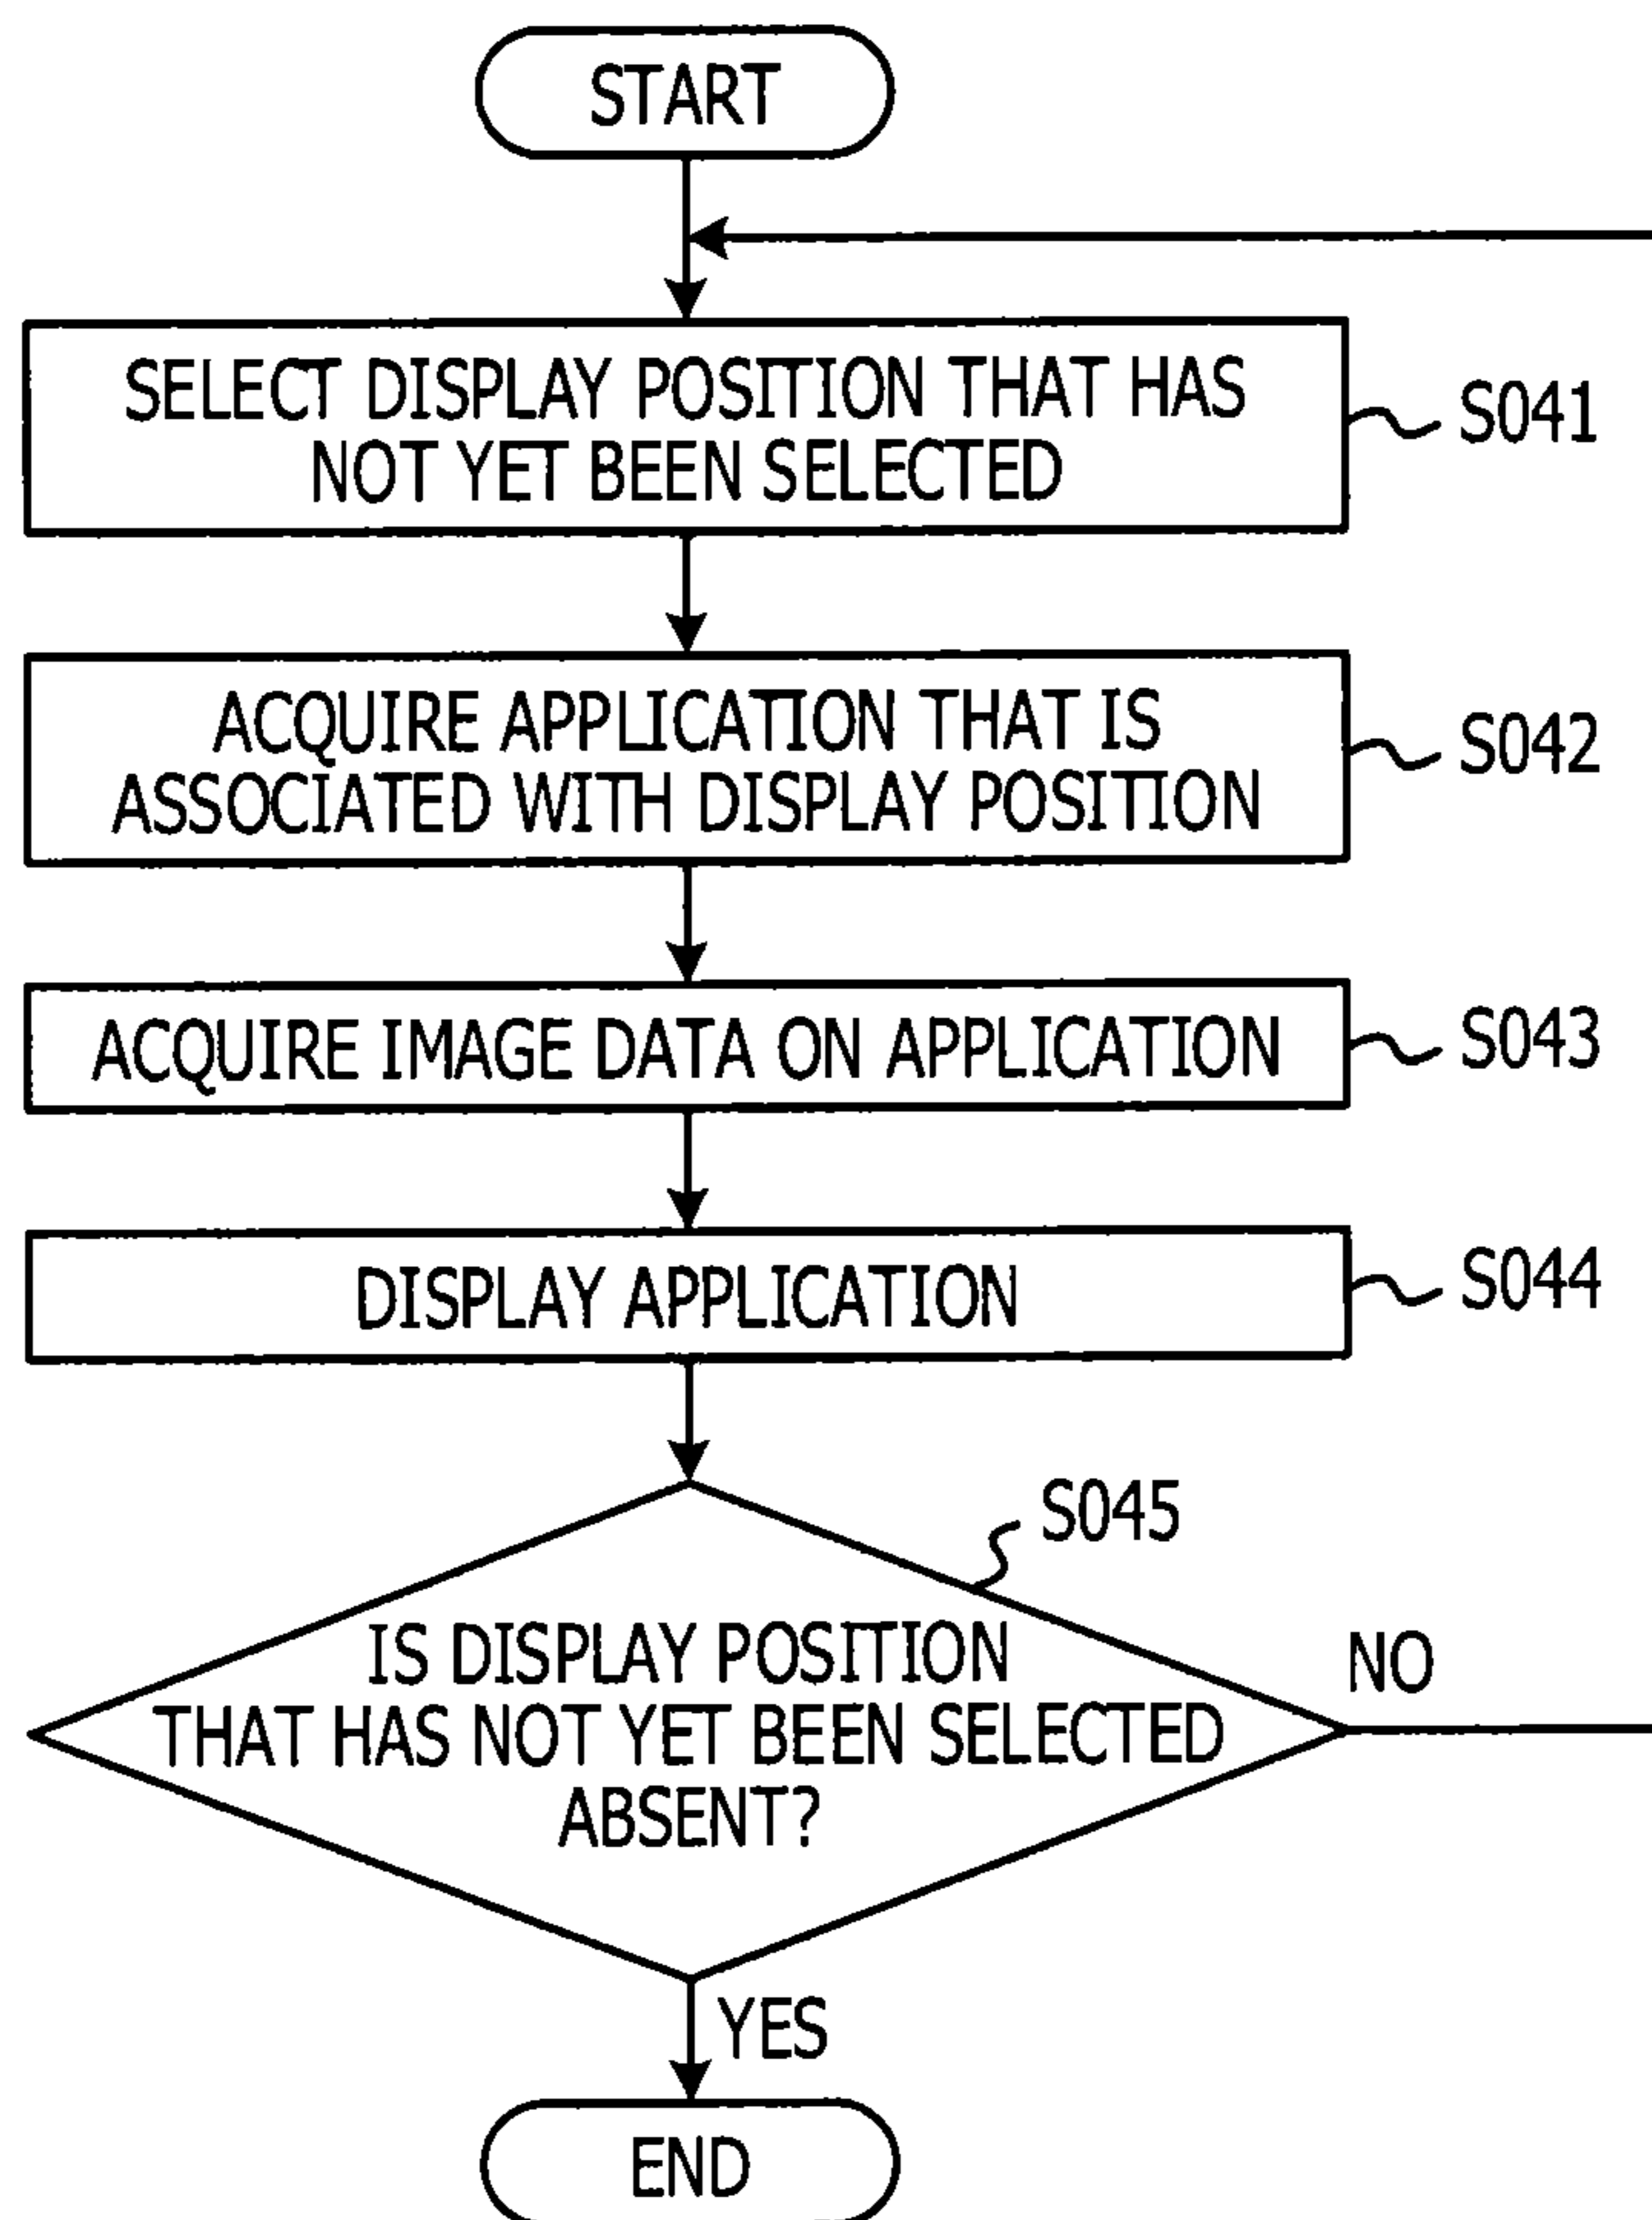 START
SELECT DISPLAY POSITION THAT HAS
NOT YET BEEN SELECTED
S041
ACQUIRE APPLICATION THAT IS
ASSOCIATED WITH DISPLAY POSITION
S042
ACQUIRE IMAGE DATA ON APPLICATION
S043
DISPLAY APPLICATION
S044
S045
IS DISPLAY POSITION
THAT HAS NOT YET BEEN SELECTED
ABSENT?
NO
YES
END